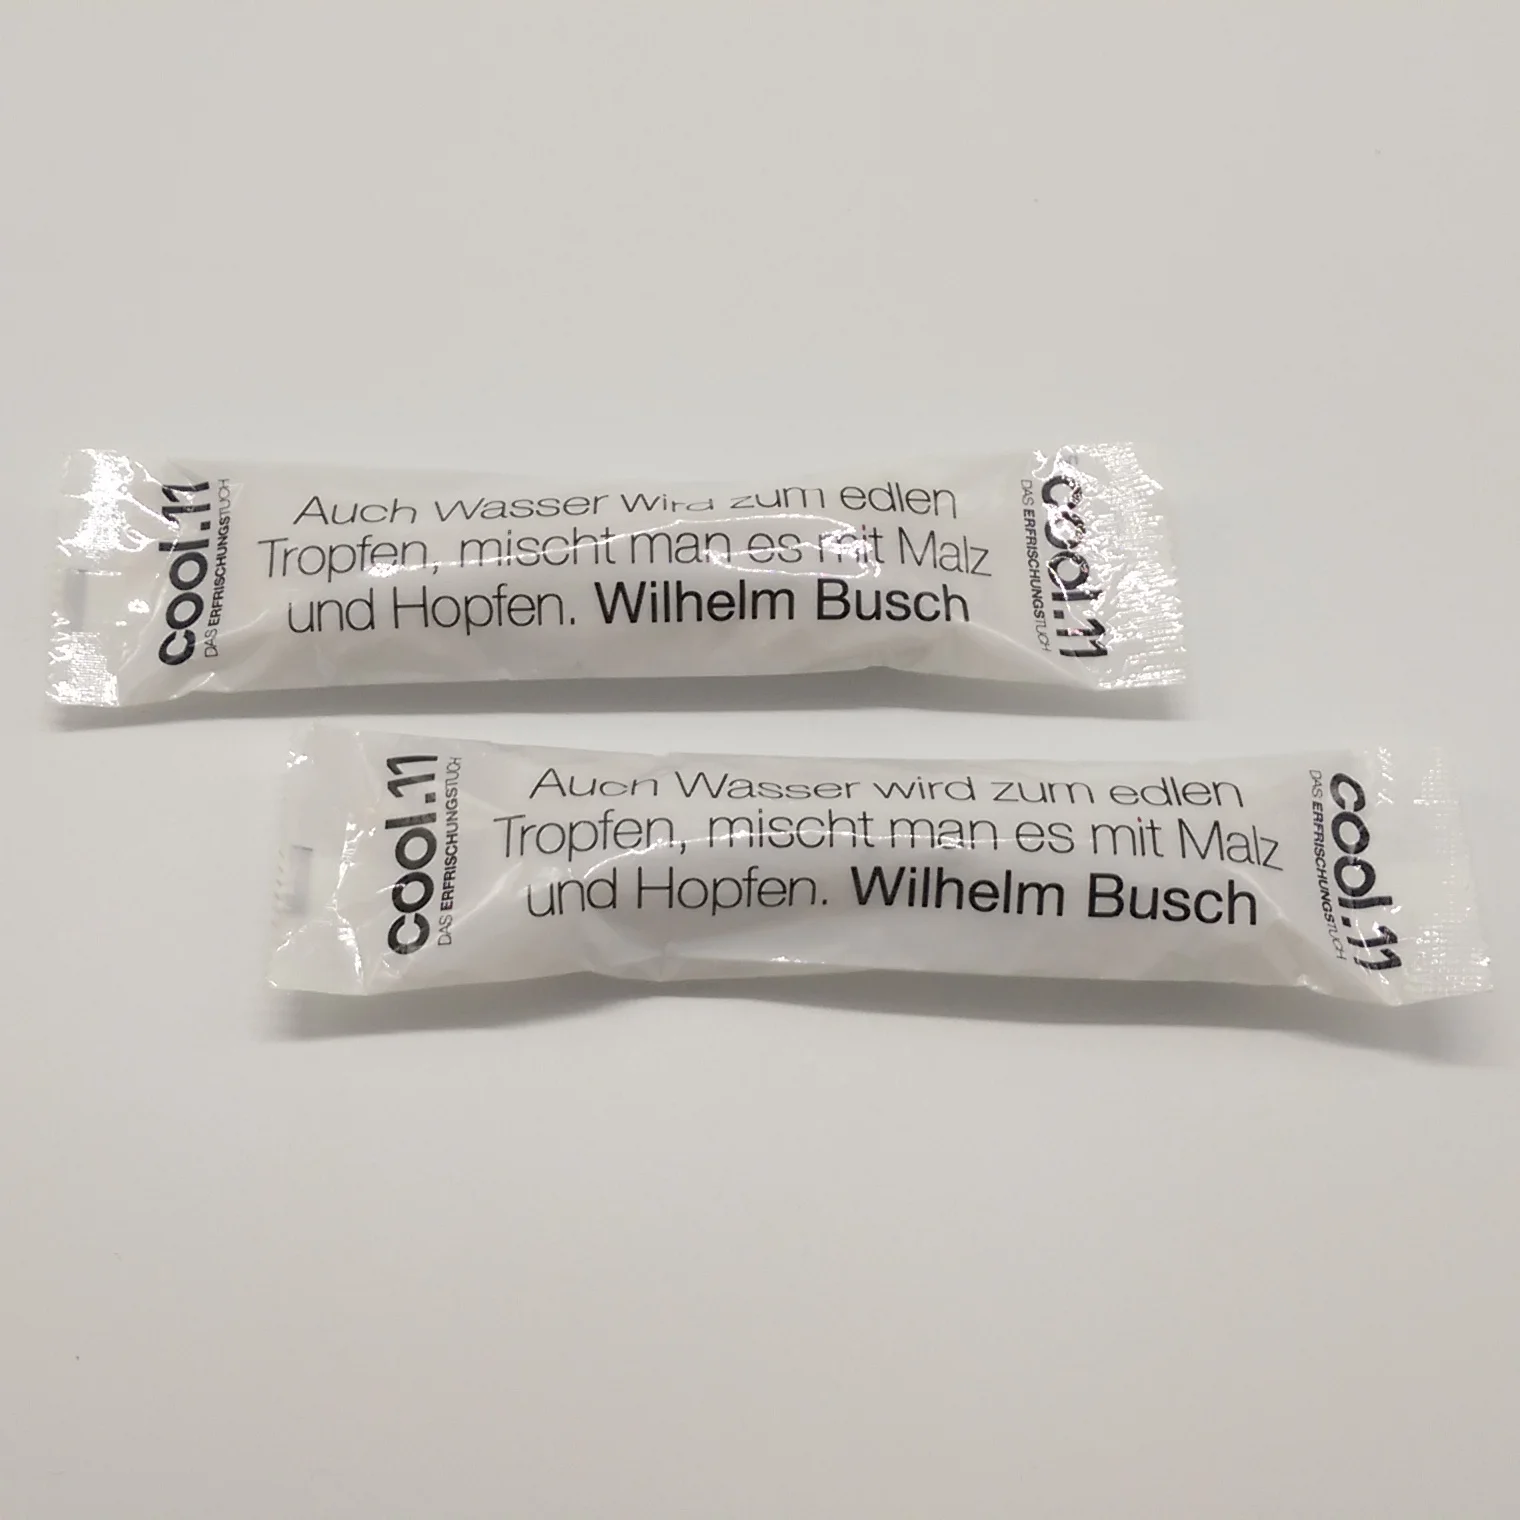 cool.11
DAS ERFRISCHUNGSTUCH
Auch Wasser wird zum edlen
Tropfen, mischt man es mit Malz
und Hopfen. Wilhelm Busch
cool.11
DAS ERFRISCHUNGSTUCH
cool.11
DAS ERFRISCHUNGSTUCH
Auch Wasser wird zum edlen
Tropfen, mischt man es mit Malz
und Hopfen. Wilhelm Busch
cool.11
DAS ERFRISCHUNGSTUCH